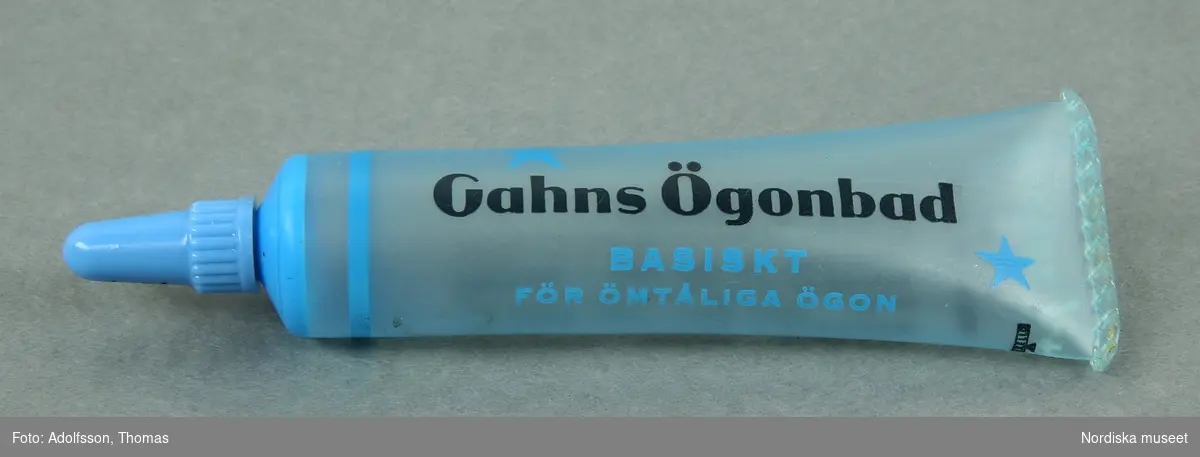 Gahns Ögonbad
BASISKT
FÖR ÖMTÅLIGA ÖGON
Foto: Adolfsson, Thomas
Nordiska museet